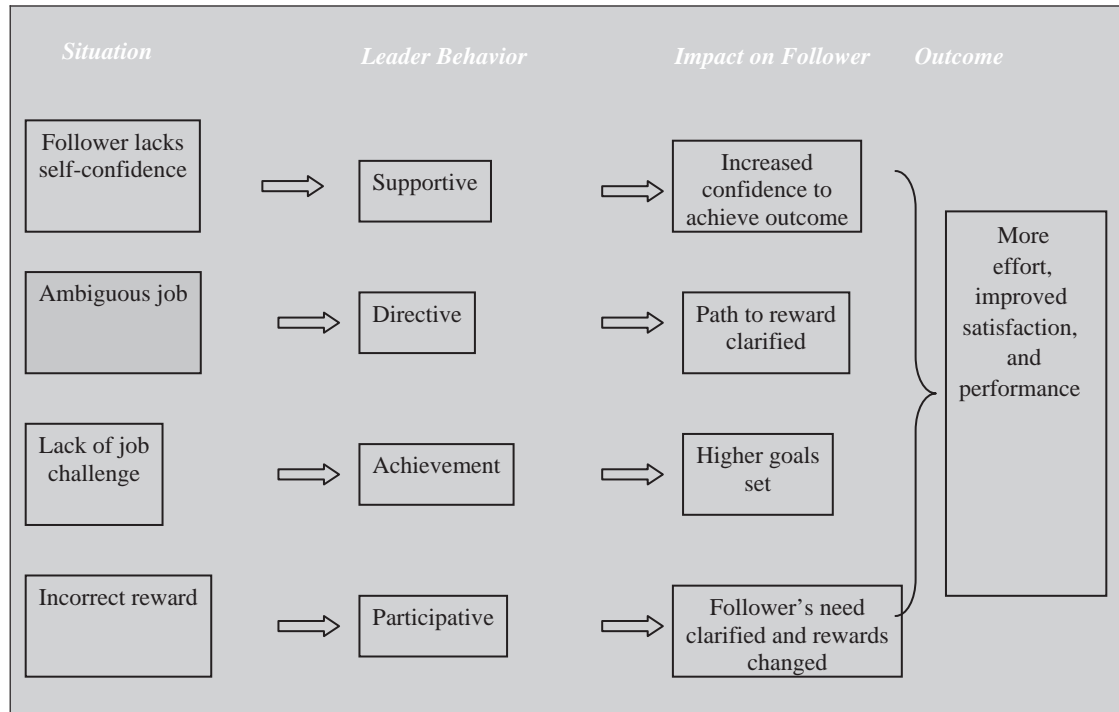 Situation
Leader Behavior
Impact on Follower
Outcome
Follower lacks
self-confidence
Supportive
Increased
confidence to
achieve outcome
Ambiguous job
Directive
Path to reward
clarified
Lack of job
challenge
Achievement
Higher goals
set
Incorrect reward
Participative
Follower’s need
clarified and rewards
changed
More
effort,
improved
satisfaction,
and
performance